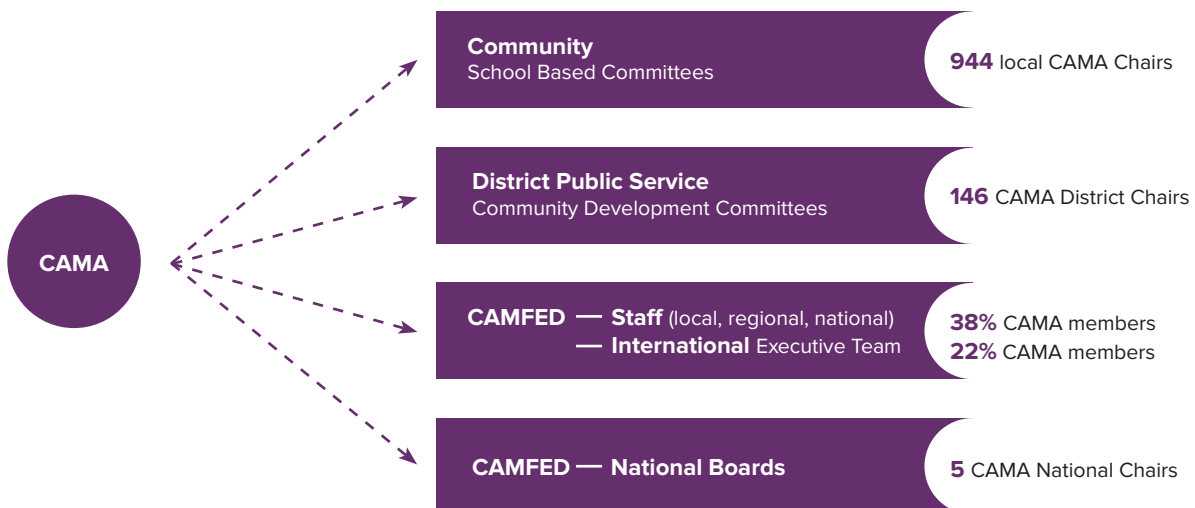 Community
School Based Committees
944 local CAMA Chairs
District Public Service
Community Development Committees
146 CAMA District Chairs
CAMA
CAMFED — Staff (local, regional, national)
— International Executive Team
38% CAMA members
22% CAMA members
CAMFED — National Boards
5 CAMA National Chairs